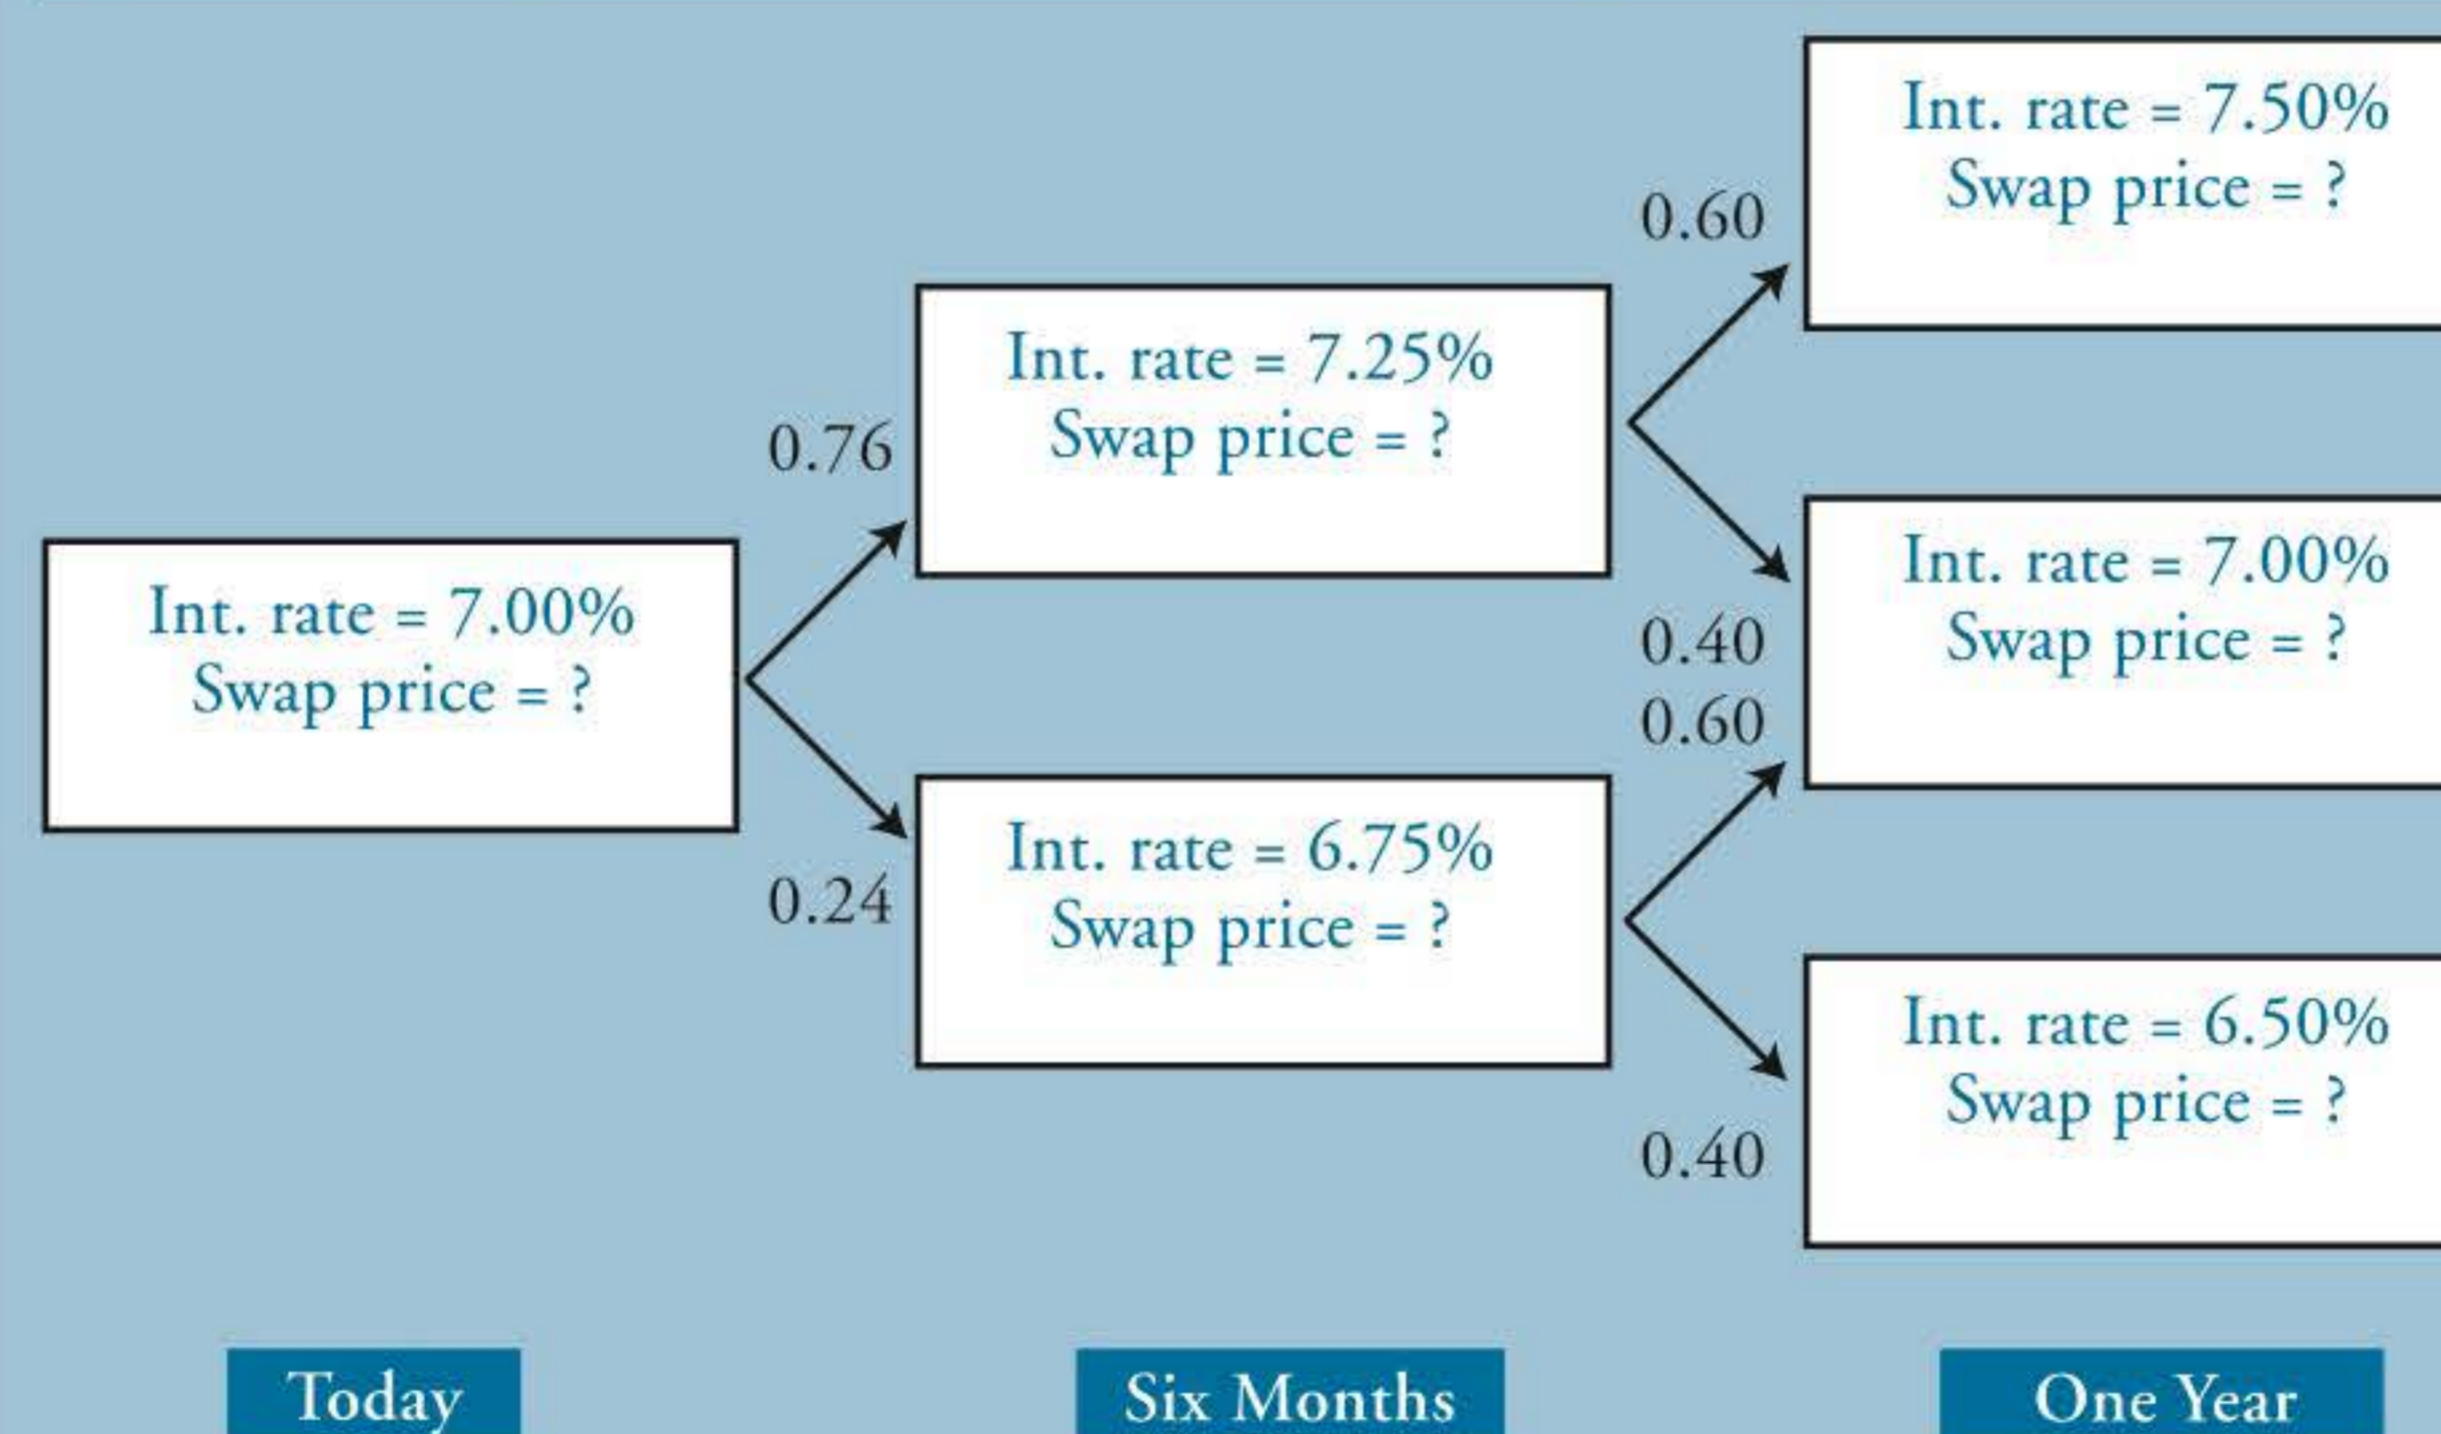 Int. rate = 7.00%
Swap price = ?
0.76
0.24
Int. rate = 7.25%
Swap price = ?
Int. rate = 6.75%
Swap price = ?
0.60
0.40
0.60
0.40
Int. rate = 7.50%
Swap price = ?
Int. rate = 7.00%
Swap price = ?
Int. rate = 6.50%
Swap price = ?
Today
Six Months
One Year